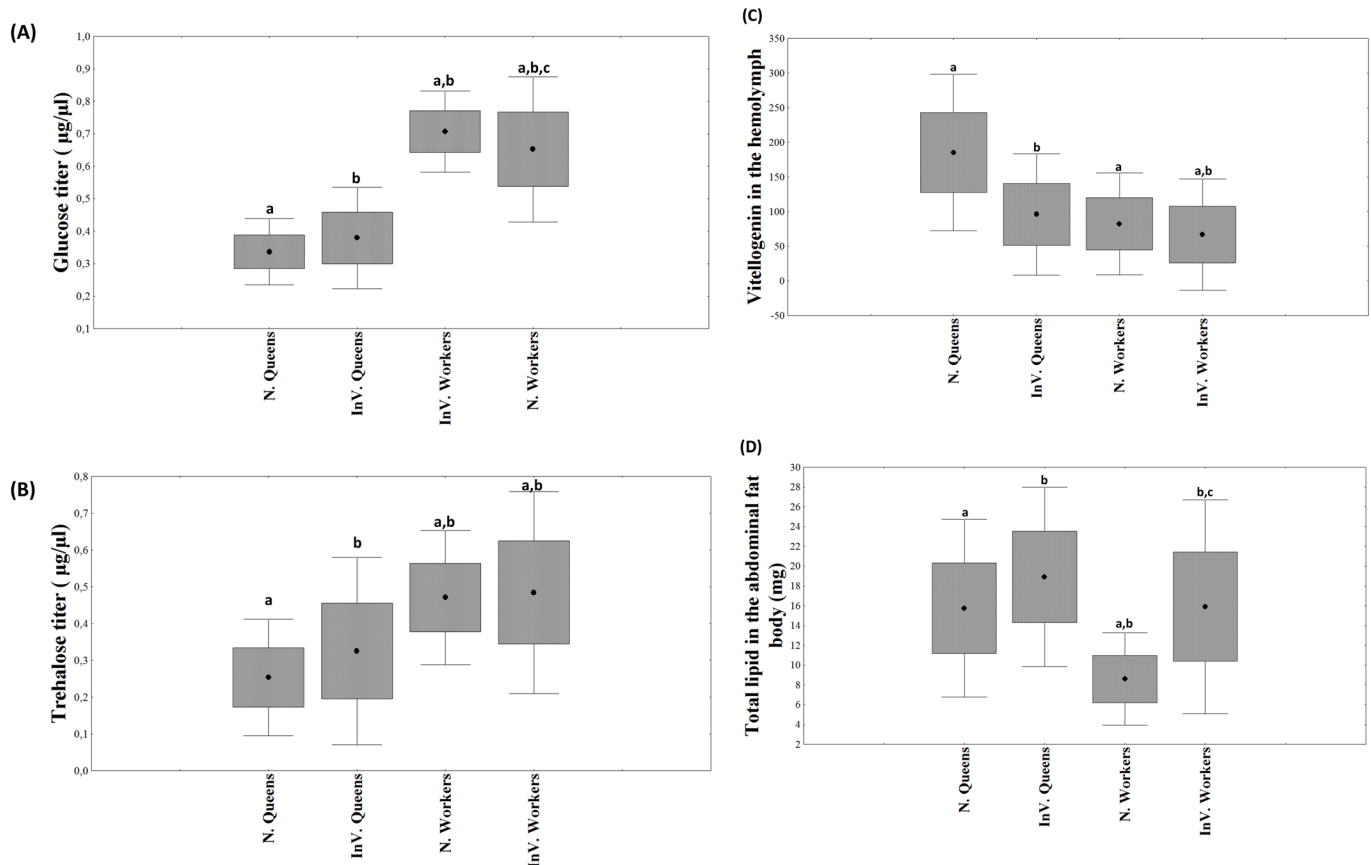 (A)
Glucose titer ( µg/µl)
1,0
0,9
0,8
0,7
0,6
0,5
0,4
0,3
0,2
0,1
a
b
a,b
a,b,c
N. Queens
InV. Queens
InV. Workers
N. Workers
(B)
Trehalose titer ( µg/µl)
0,8
0,7
0,6
0,5
0,4
0,3
0,2
0,1
0,0
a
b
a,b
a,b
N. Queens
InV. Queens
N. Workers
InV. Workers
(C)
Vitellogenin in the hemolymph
350
300
250
200
150
100
50
0
-50
a
b
a
a,b
N. Queens
InV. Queens
N. Workers
InV. Workers
(D)
Total lipid in the abdominal fat
body (mg)
30
28
26
24
22
20
18
16
14
12
10
8
6
4
2
a
b
a,b
b,c
N. Queens
InV. Queens
N. Workers
InV. Workers